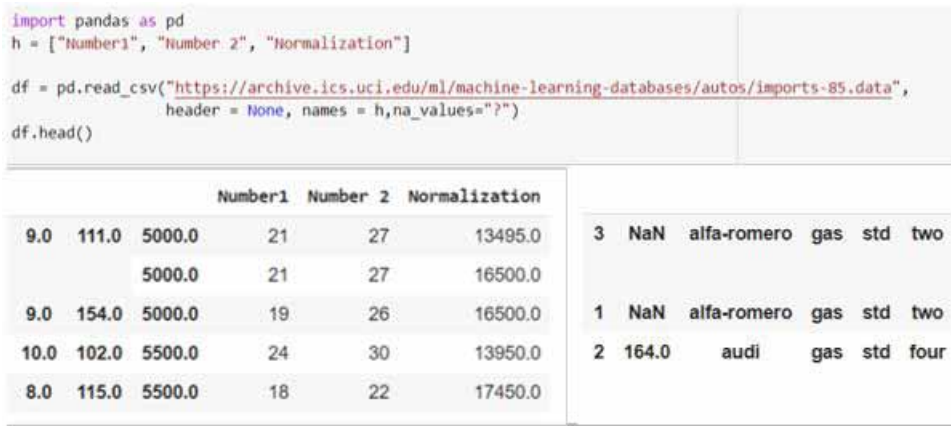 import pandas as pd
h = ["Number1", "Number 2", "Normalization"]
df = pd.read_csv("https://archive.ics.uci.edu/ml/machine-learning-databases/autos/imports-85.data",
header = None, names = h,na_values="?")
df.head()
Number1 Number 2 Normalization
9.0 111.0 5000.0 21 27 13495.0
5000.0 21 27 16500.0
9.0 154.0 5000.0 19 26 16500.0
10.0 102.0 5500.0 24 30 13950.0
8.0 115.0 5500.0 18 22 17450.0
3 NaN alfa-romero gas std two
1 NaN alfa-romero gas std two
2 164.0 audi gas std four